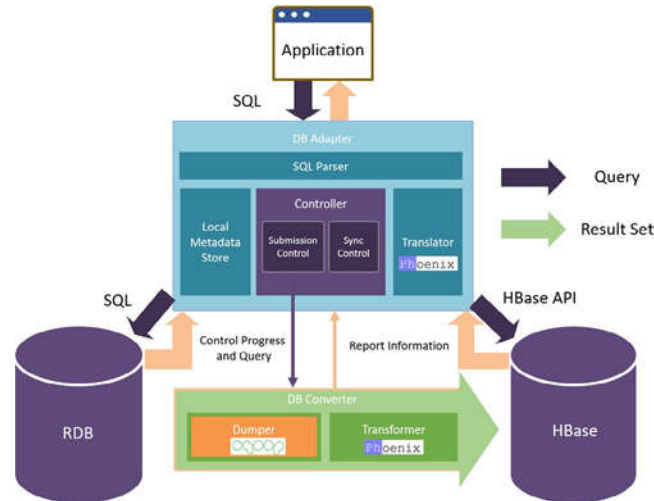 Application
SQL
DB Adapter
SQL Parser
Query
Controller
Local
Metadata
Store
Submission
Control
Sync
Control
Translator
Phoenix
Result Set
SQL
HBase API
Control Progress
and Query
Report Information
RDB
DB Converter
Dumper
sqoop
Transformer
Phoenix
HBase